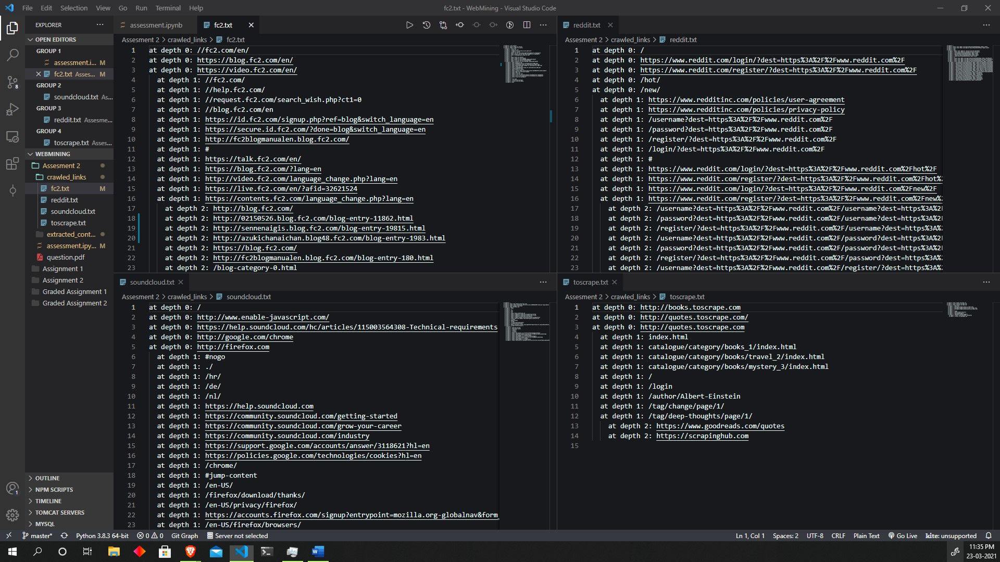 File Edit Selection View Go Run Terminal Help
fc2.txt - WebMining - Visual Studio Code
EXPLORER
OPEN EDITORS
GROUP 1
assessment.i... M
fc2.txt Asses... M
GROUP 2
soundcloud.txt As...
GROUP 3
reddit.txt Assesme...
GROUP 4
toscrape.txt Asses...
WEBMINING
Assesment 2
crawled_links
fc2.txt M
reddit.txt
soundcloud.txt
toscrape.txt
extracted_cont...
assessment.ipy... M
question.pdf
Assignment 1
Assignment 2
Graded Assignment 1
Graded Assignment 2
OUTLINE
NPM SCRIPTS
TIMELINE
TOMCAT SERVERS
MYSQL
8
1
assessment.ipynb fc2.txt
Assesment 2 > crawled_links > fc2.txt
1 at depth 0: //fc2.com/en/
2 at depth 0: https://blog.fc2.com/en/
3 at depth 0: https://video.fc2.com/en/
4 at depth 1: //fc2.com/
5 at depth 1: //help.fc2.com/
6 at depth 1: //request.fc2.com/search_wish.php?ct1=0
7 at depth 1: //blog.fc2.com/en
8 at depth 1: https://id.fc2.com/signup.php?ref=blog&switch_language=en
9 at depth 1: https://secure.id.fc2.com/?done=blog&switch_language=en
10 at depth 1: http://fc2blogmanualen.blog.fc2.com/
11 at depth 1: #
12 at depth 1: https://talk.fc2.com/en/
13 at depth 1: https://blog.fc2.com/?lang=en
14 at depth 1: http://video.fc2.com/language_change.php?lang=en
15 at depth 1: https://live.fc2.com/en/?afid=32621524
16 at depth 1: https://contents.fc2.com/language_change.php?lang=en
17 at depth 2: http://blog.fc2.com/
18 at depth 2: http://02150526.blog.fc2.com/blog-entry-11862.html
19 at depth 2: http://sennenaigis.blog.fc2.com/blog-entry-19815.html
20 at depth 2: http://azukichanaichan.blog48.fc2.com/blog-entry-1983.html
21 at depth 2: https://blog.fc2.com/
22 at depth 2: http://fc2blogmanualen.blog.fc2.com/blog-entry-180.html
23 at depth 2: /blog-category-0.html
reddit.txt
Assesment 2 > crawled_links > reddit.txt
1 at depth 0: /
2 at depth 0: https://www.reddit.com/login/?dest=https%3A%2F%2Fwww.reddit.com%2F
3 at depth 0: https://www.reddit.com/register/?dest=https%3A%2F%2Fwww.reddit.com%2F
4 at depth 0: /hot/
5 at depth 0: /new/
6 at depth 1: https://www.redditinc.com/policies/user-agreement
7 at depth 1: https://www.redditinc.com/policies/privacy-policy
8 at depth 1: /username?dest=https%3A%2F%2Fwww.reddit.com%2F
9 at depth 1: /password?dest=https%3A%2F%2Fwww.reddit.com%2F
10 at depth 1: /register/?dest=https%3A%2F%2Fwww.reddit.com%2F
11 at depth 1: /login/?dest=https%3A%2F%2Fwww.reddit.com%2F
12 at depth 1: #
13 at depth 1: https://www.reddit.com/login/?dest=https%3A%2F%2Fwww.reddit.com%2Fhot%2F
14 at depth 1: https://www.reddit.com/register/?dest=https%3A%2F%2Fwww.reddit.com%2Fhot%
15 at depth 1: https://www.reddit.com/login/?dest=https%3A%2F%2Fwww.reddit.com%2Fnew%2F
16 at depth 1: https://www.reddit.com/register/?dest=https%3A%2F%2Fwww.reddit.com%2Fnew%
17 at depth 2: /username?dest=https%3A%2F%2Fwww.reddit.com%2F/username?dest=https%3A%2
18 at depth 2: /password?dest=https%3A%2F%2Fwww.reddit.com%2F/username?dest=https%3A%2
19 at depth 2: /register/?dest=https%3A%2F%2Fwww.reddit.com%2F/username?dest=https%3A%
20 at depth 2: /username?dest=https%3A%2F%2Fwww.reddit.com%2F/password?dest=https%3A%2
21 at depth 2: /password?dest=https%3A%2F%2Fwww.reddit.com%2F/password?dest=https%3A%2
22 at depth 2: /register/?dest=https%3A%2F%2Fwww.reddit.com%2F/password?dest=https%3A%
23 at depth 2: /username?dest=https%3A%2F%2Fwww.reddit.com%2F/register/?dest=https%3A%
soundcloud.txt
Assesment 2 > crawled_links > soundcloud.txt
1 at depth 0: /
2 at depth 0: http://www.enable-javascript.com/
3 at depth 0: https://help.soundcloud.com/hc/articles/115003564308-Technical-requirements
4 at depth 0: http://google.com/chrome
5 at depth 0: http://firefox.com
6 at depth 1: #nogo
7 at depth 1: ./
8 at depth 1: /hr/
9 at depth 1: /de/
10 at depth 1: /nl/
11 at depth 1: https://help.soundcloud.com
12 at depth 1: https://community.soundcloud.com/getting-started
13 at depth 1: https://community.soundcloud.com/grow-your-career
14 at depth 1: https://community.soundcloud.com/industry
15 at depth 1: https://support.google.com/accounts/answer/3118621?hl=en
16 at depth 1: https://policies.google.com/technologies/cookies?hl=en
17 at depth 1: /chrome/
18 at depth 1: #jump-content
19 at depth 1: /en-US/
20 at depth 1: /firefox/download/thanks/
21 at depth 1: /en-US/privacy/firefox/
22 at depth 1: https://accounts.firefox.com/signup?entrypoint=mozilla.org-globalnav&form_
23 at depth 1: /en-US/firefox/browsers/
toscrape.txt
Assesment 2 > crawled_links > toscrape.txt
1 at depth 0: http://books.toscrape.com
2 at depth 0: http://quotes.toscrape.com/
3 at depth 0: http://quotes.toscrape.com
4 at depth 1: index.html
5 at depth 1: catalogue/category/books_1/index.html
6 at depth 1: catalogue/category/books/travel_2/index.html
7 at depth 1: catalogue/category/books/mystery_3/index.html
8 at depth 1: /
9 at depth 1: /login
10 at depth 1: /author/Albert-Einstein
11 at depth 1: /tag/change/page/1/
12 at depth 1: /tag/deep-thoughts/page/1/
13 at depth 2: https://www.goodreads.com/quotes
14 at depth 2: https://scrapinghub.com
15
master* Python 3.8.3 64-bit 0 0 Git Graph Server not selected
Ln 1, Col 1 Spaces: 2 UTF-8 CRLF Plain Text Go Live kite: unsupported
11:35 PM
23-03-2021